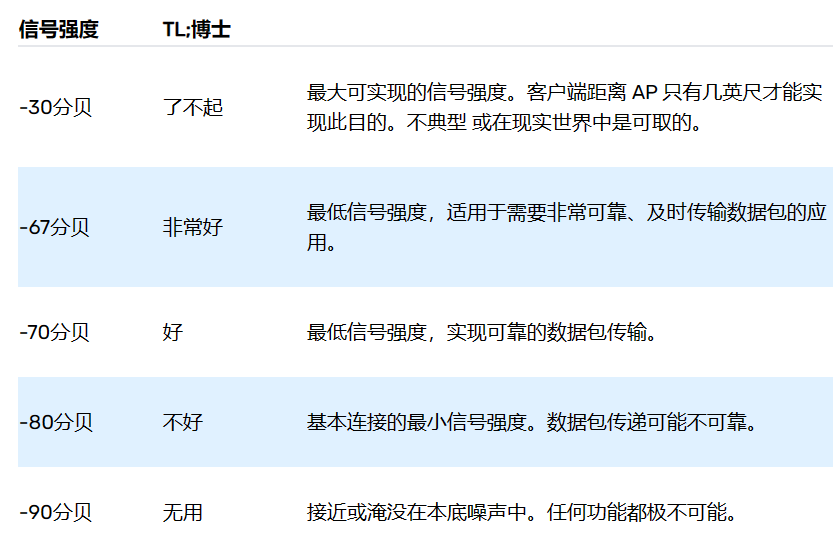 信号强度 TL;博士
-30分贝 了不起 最大可实现的信号强度。客户端距离 AP 只有几英尺才能实
现此目的。不典型 或在现实世界中是可取的。
-67分贝 非常好 最低信号强度，适用于需要非常可靠、及时传输数据包的应
用。
-70分贝 好 最低信号强度，实现可靠的数据包传输。
-80分贝 不好 基本连接的最小信号强度。数据包传递可能不可靠。
-90分贝 无用 接近或淹没在本底噪声中。任何功能都极不可能。